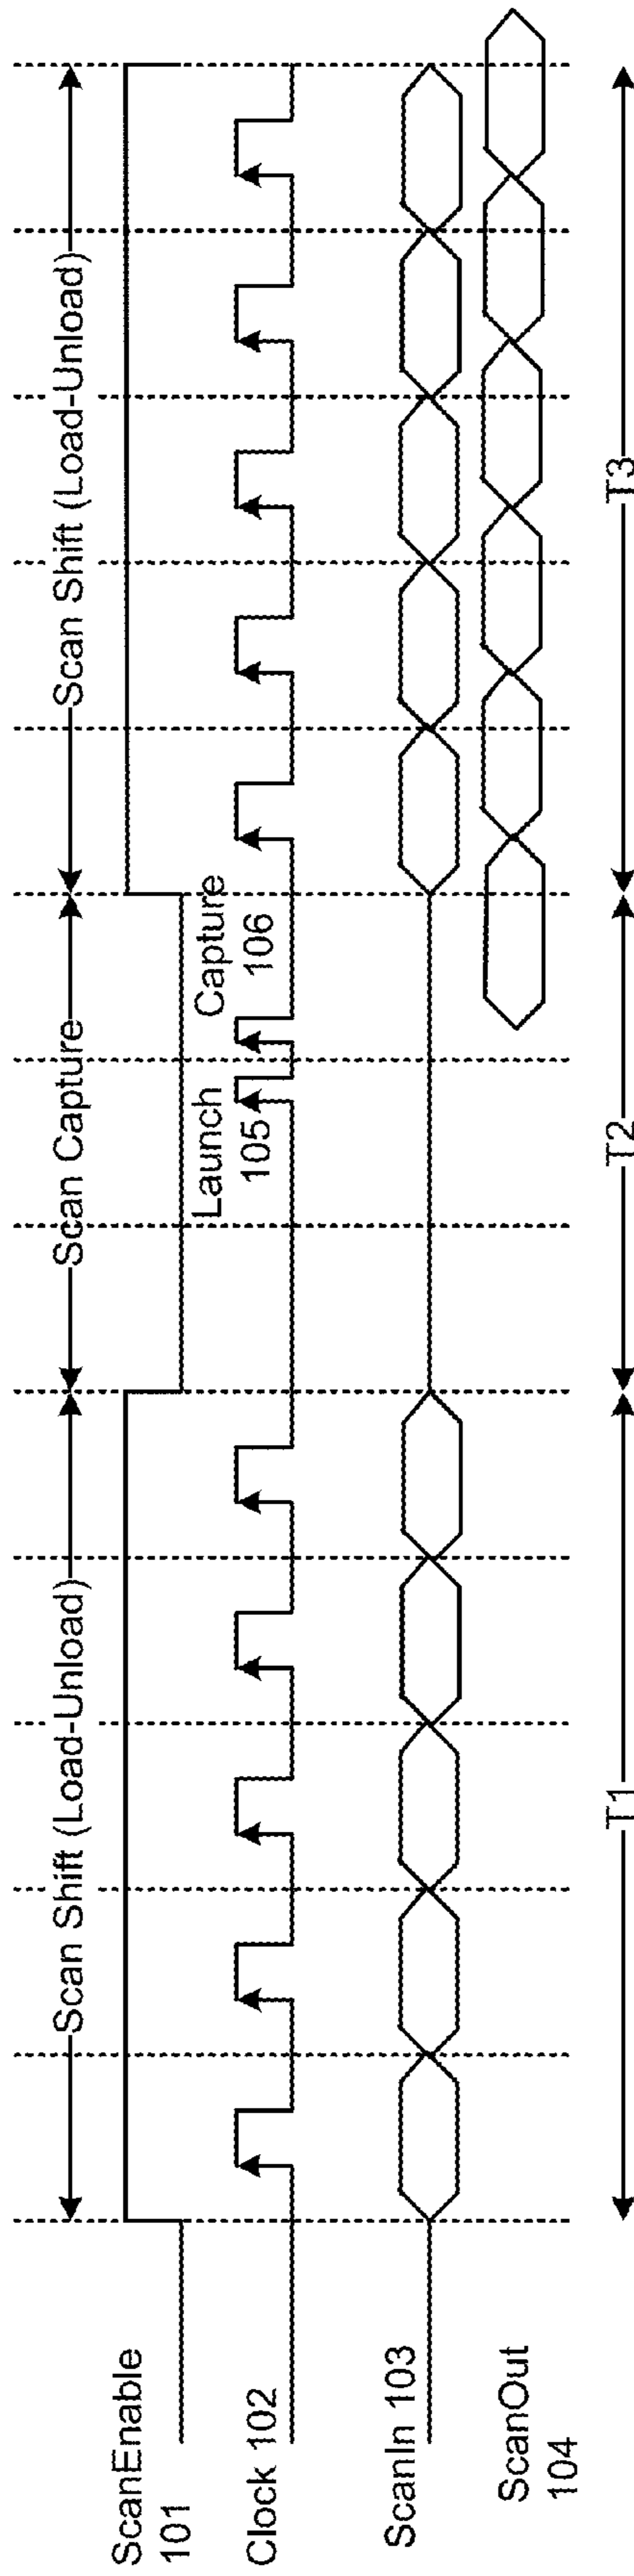 Scan Shift (Load-Unload)
Scan Capture
Scan Shift (Load-Unload)
ScanEnable
101
Launch
105
Capture
106
Clock 102
ScanIn 103
ScanOut
104
T1
T2
T3